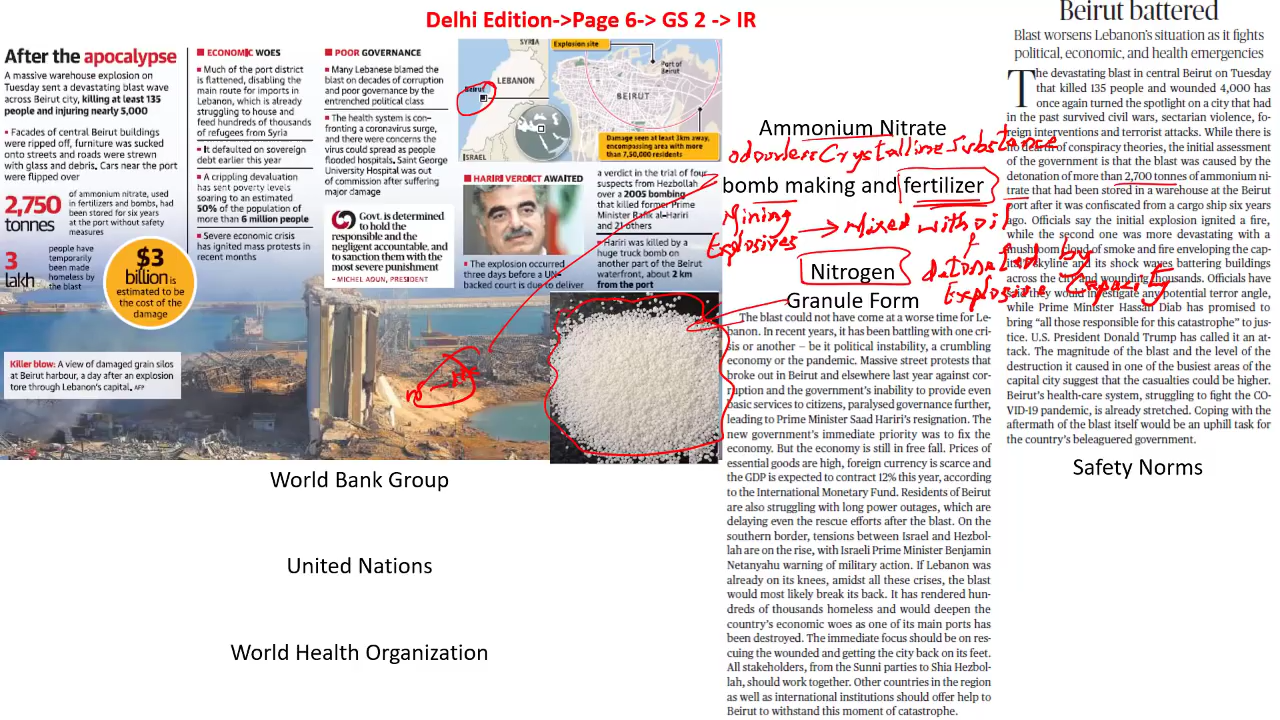 Delhi Edition->Page 6-> GS 2 -> IR
After the apocalypse
A massive warehouse explosion on
Tuesday sent a devastating blast wave
across Beirut city, killing at least 135
people and injuring nearly 5,000
Facades of central Beirut buildings
were ripped off, furniture was sucked
onto streets and roads were strewn
with glass and debris. Cars near the
port were flipped over
2,750
tonnes
of ammonium nitrate, used
in fertilizers and bombs, had
been stored for six years
at the port without safety
measures
3
lakh
people have
temporarily
been made
homeless by
the blast
$3
billion is
estimated to be
the cost of the
damage
Killer blow: A view of damaged grain silos
at Beirut harbour, a day after an explosion
tore through Lebanon's capital. AFP
ECONOMIC WOES
Much of the port district
is flattened, disabling the
main route for imports in
Lebanon, which is already
struggling to house and
feed hundreds of thousands
of refugees from Syria
It defaulted on sovereign
debt earlier this year
A crippling devaluation
has sent poverty levels
soaring to an estimated
50% of the population of
more than 6 million people
Severe economic crisis
has ignited mass protests in
recent months
POOR GOVERNANCE
Many Lebanese blamed the
blast on decades of corruption
and poor governance by the
entrenched political class
The health system is con-
fronting a coronavirus surge,
and there were concerns the
virus could spread as people
flooded hospitals. Saint George
University Hospital was out
of commission after suffering
major damage
Govt. is determined
to hold the
responsible and the
negligent accountable, and
to sanction them with the
most severe punishment
- MICHEL AOUN, PRESIDENT
SYRIA
LEBANON
Beirut
ISRAEL
Explosion site
Port of
Beirut
BEIRUT
Damage seen at least 3km away,
encompassing area with more
than 7,50,000 residents
HARIRI VERDICT AWAITED
The explosion occurred
three days before a UN-
backed court is due to deliver
a verdict in the trial of four
suspects from Hezbollah
over a 2005 bombing
that killed former Prime
Minister Rafik al-Hariri
and 21 others
Hariri was killed by a
huge truck bomb on
another part of the Beirut
waterfront, about 2 km
from the port
Ammonium Nitrate
odourless Crystalline Substance
bomb making and fertilizer
Mining
Explosives
Mixed with oil
Nitrogen
detonated by
Explosive Capacity
Granule Form
World Bank Group
United Nations
World Health Organization
The blast could not have come at a worse time for Le-
banon. In recent years, it has been battling with one cri-
sis or another – be it political instability, a crumbling
economy or the pandemic. Massive street protests that
broke out in Beirut and elsewhere last year against cor-
ruption and the government's inability to provide even
basic services to citizens, paralysed governance further,
leading to Prime Minister Saad Hariri's resignation. The
new government's immediate priority was to fix the
economy. But the economy is still in free fall. Prices of
essential goods are high, foreign currency is scarce and
the GDP is expected to contract 12% this year, according
to the International Monetary Fund. Residents of Beirut
are also struggling with long power outages, which are
delaying even the rescue efforts after the blast. On the
southern border, tensions between Israel and Hezbol-
lah are on the rise, with Israeli Prime Minister Benjamin
Netanyahu warning of military action. If Lebanon was
already on its knees, amidst all these crises, the blast
would most likely break its back. It has rendered hun-
dreds of thousands homeless and would deepen the
country's economic woes as one of its main ports has
been destroyed. The immediate focus should be on res-
cuing the wounded and getting the city back on its feet.
All stakeholders, from the Sunni parties to Shia Hezbol-
lah, should work together. Other countries in the region
as well as international institutions should offer help to
Beirut to withstand this moment of catastrophe.
Beirut battered
Blast worsens Lebanon's situation as it fights
political, economic, and health emergencies
The devastating blast in central Beirut on Tuesday
that killed 135 people and wounded 4,000 has
once again turned the spotlight on a city that had
in the past survived civil wars, sectarian violence, fo-
reign interventions and terrorist attacks. While there is
no dearth of conspiracy theories, the initial assessment
of the government is that the blast was caused by the
detonation of more than 2,700 tonnes of ammonium ni-
trate that had been stored in a warehouse at the Beirut
port after it was confiscated from a cargo ship six years
ago. Officials say the initial explosion ignited a fire,
while the second one was more devastating with a
mushroom cloud of smoke and fire enveloping the cap-
ital's skyline and its shock waves battering buildings
across the city and wounding thousands. Officials have
said they would investigate any potential terror angle,
while Prime Minister Hassan Diab has promised to
bring "all those responsible for this catastrophe" to jus-
tice. U.S. President Donald Trump has called it an at-
tack. The magnitude of the blast and the level of the
destruction it caused in one of the busiest areas of the
capital city suggest that the casualties could be higher.
Beirut's health-care system, struggling to fight the CO-
VID-19 pandemic, is already stretched. Coping with the
aftermath of the blast itself would be an uphill task for
the country's beleaguered government.
Safety Norms